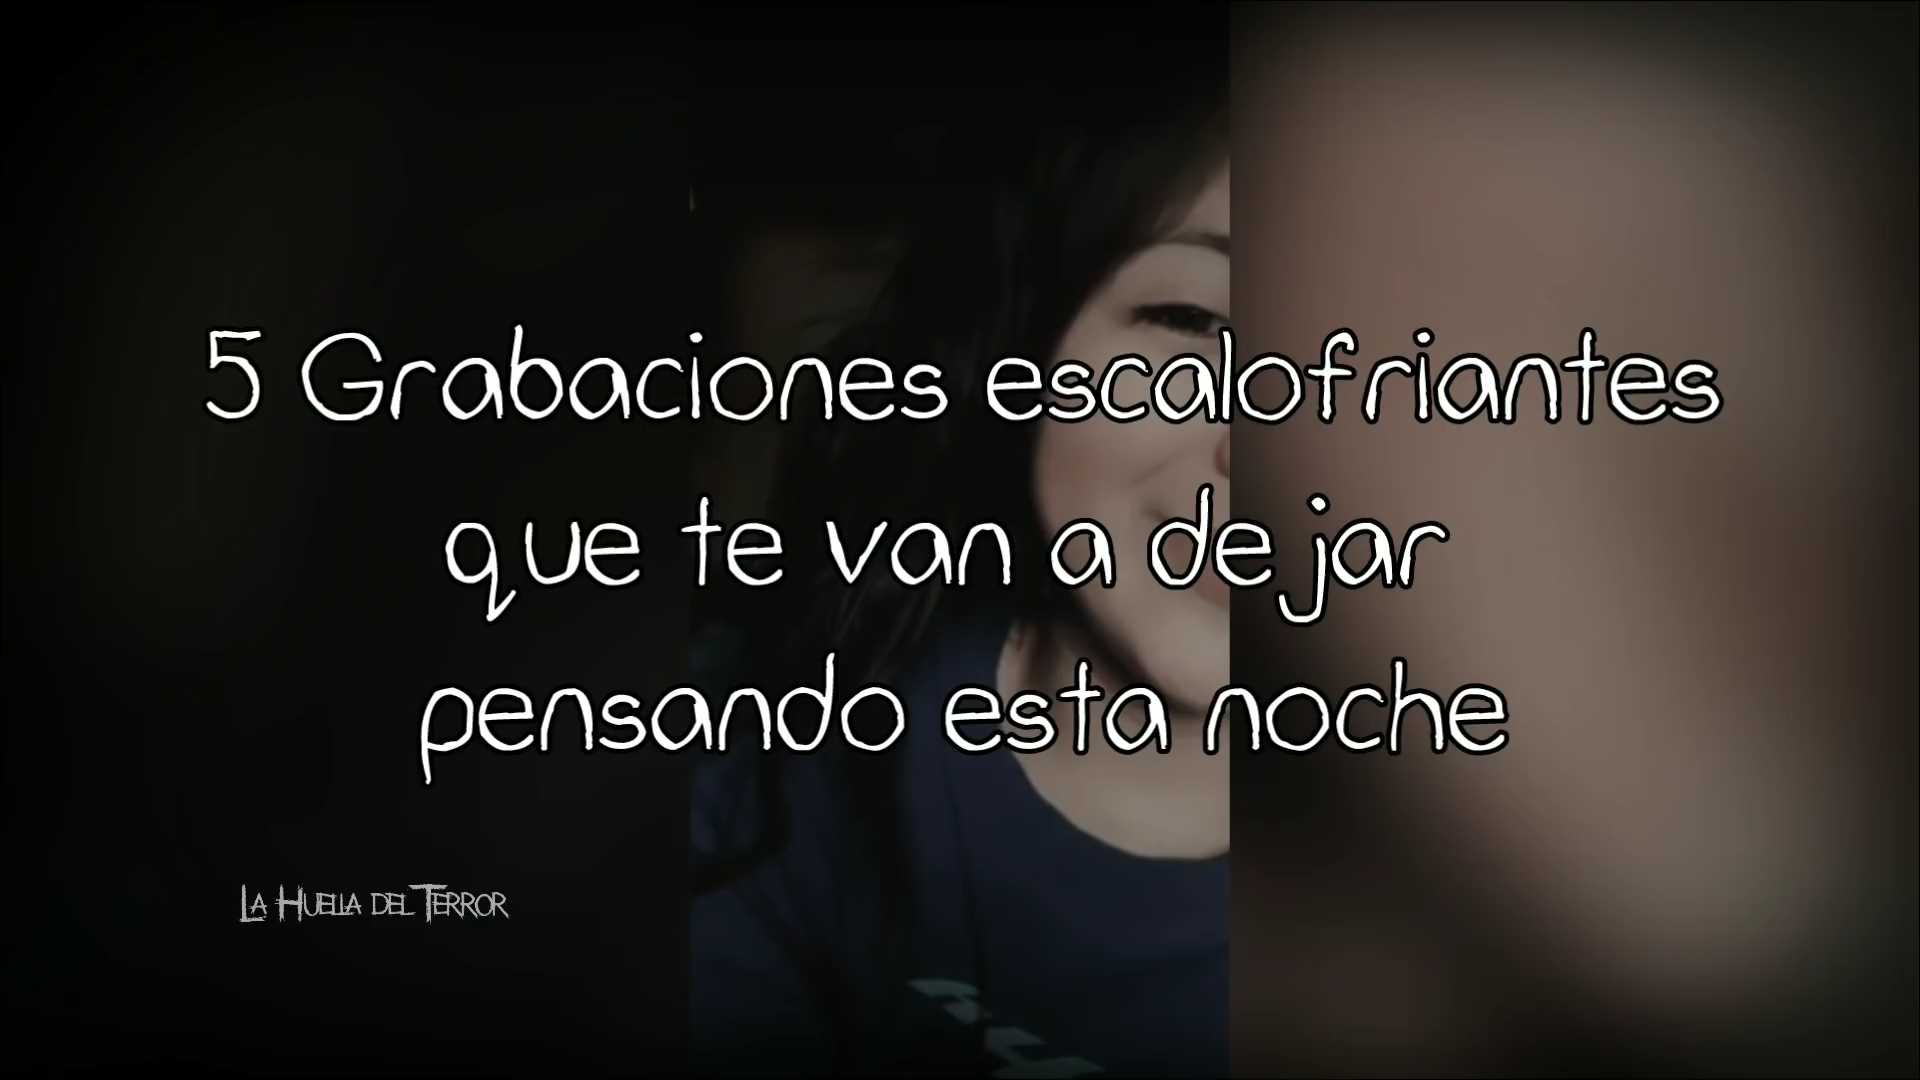 5 Grabaciones escalofriantes
que te van a dejar
pensando esta noche
La Huella del Terror